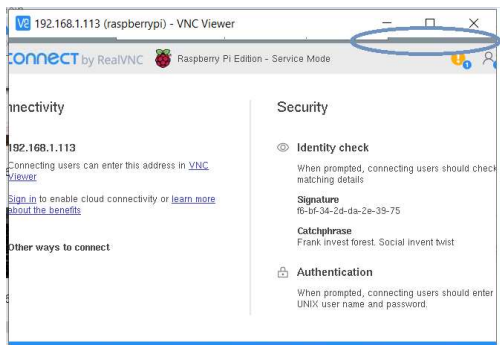 192.168.1.113 (raspberrypi) - VNC Viewer
connect by RealVNC Raspberry Pi Edition - Service Mode
nnectivity
192.168.1.113
Connecting users can enter this address in VNC
Viewer
Sign in to enable cloud connectivity or learn more
about the benefits
Other ways to connect
Security
Identity check
When prompted, connecting users should check
matching details
Signature
f6-bf-34-2d-da-2e-39-75
Catchphrase
Frank invest forest. Social invent twist
Authentication
When prompted, connecting users should enter
UNIX user name and password.